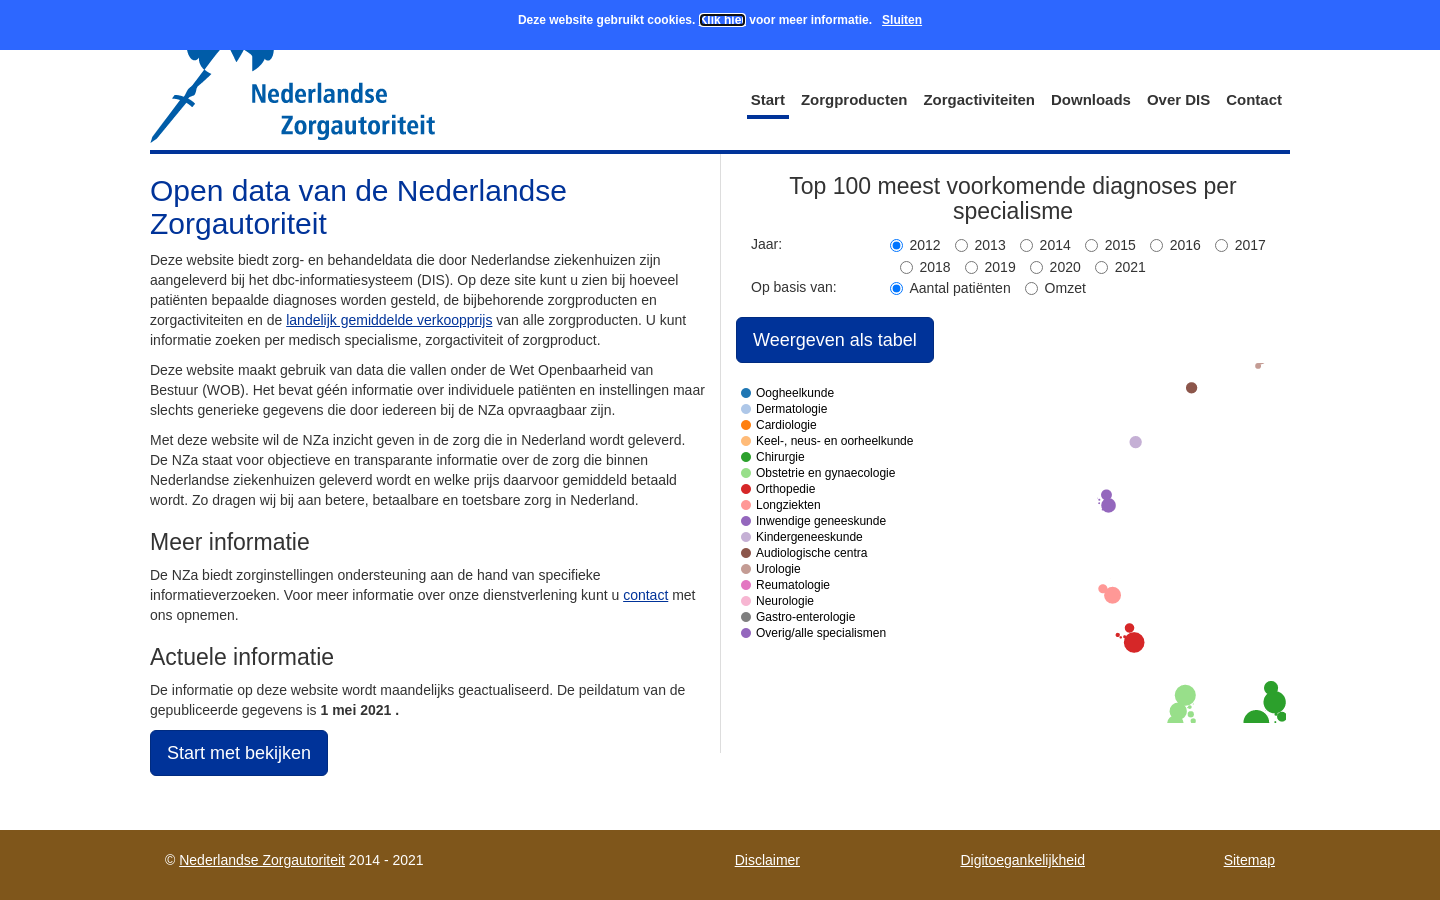 Deze website gebruikt cookies. Klik hier voor meer informatie. Sluiten
Nederlandse
Zorgautoriteit
Start Zorgproducten Zorgactiviteiten Downloads Over DIS Contact
Open data van de Nederlandse
Zorgautoriteit
Deze website biedt zorg- en behandeldata die door Nederlandse ziekenhuizen zijn
aangeleverd bij het dbc-informatiesysteem (DIS). Op deze site kunt u zien bij hoeveel
patiënten bepaalde diagnoses worden gesteld, de bijbehorende zorgproducten en
zorgactiviteiten en de landelijk gemiddelde verkoopprijs van alle zorgproducten. U kunt
informatie zoeken per medisch specialisme, zorgactiviteit of zorgproduct.
Deze website maakt gebruik van data die vallen onder de Wet Openbaarheid van
Bestuur (WOB). Het bevat géén informatie over individuele patiënten en instellingen maar
slechts generieke gegevens die door iedereen bij de NZa opvraagbaar zijn.
Met deze website wil de NZa inzicht geven in de zorg die in Nederland wordt geleverd.
De NZa staat voor objectieve en transparante informatie over de zorg die binnen
Nederlandse ziekenhuizen geleverd wordt en welke prijs daarvoor gemiddeld betaald
wordt. Zo dragen wij bij aan betere, betaalbare en toetsbare zorg in Nederland.
Meer informatie
De NZa biedt zorginstellingen ondersteuning aan de hand van specifieke
informatieverzoeken. Voor meer informatie over onze dienstverlening kunt u contact met
ons opnemen.
Actuele informatie
De informatie op deze website wordt maandelijks geactualiseerd. De peildatum van de
gepubliceerde gegevens is 1 mei 2021 .
Start met bekijken
Top 100 meest voorkomende diagnoses per
specialisme
Jaar: 2012 2013 2014 2015 2016 2017
2018 2019 2020 2021
Op basis van: Aantal patiënten Omzet
Weergeven als tabel
Oogheelkunde
Dermatologie
Cardiologie
Keel-, neus- en oorheelkunde
Chirurgie
Obstetrie en gynaecologie
Orthopedie
Longziekten
Inwendige geneeskunde
Kindergeneeskunde
Audiologische centra
Urologie
Reumatologie
Neurologie
Gastro-enterologie
Overig/alle specialismen
© Nederlandse Zorgautoriteit 2014 - 2021 Disclaimer Digitoegankelijkheid Sitemap